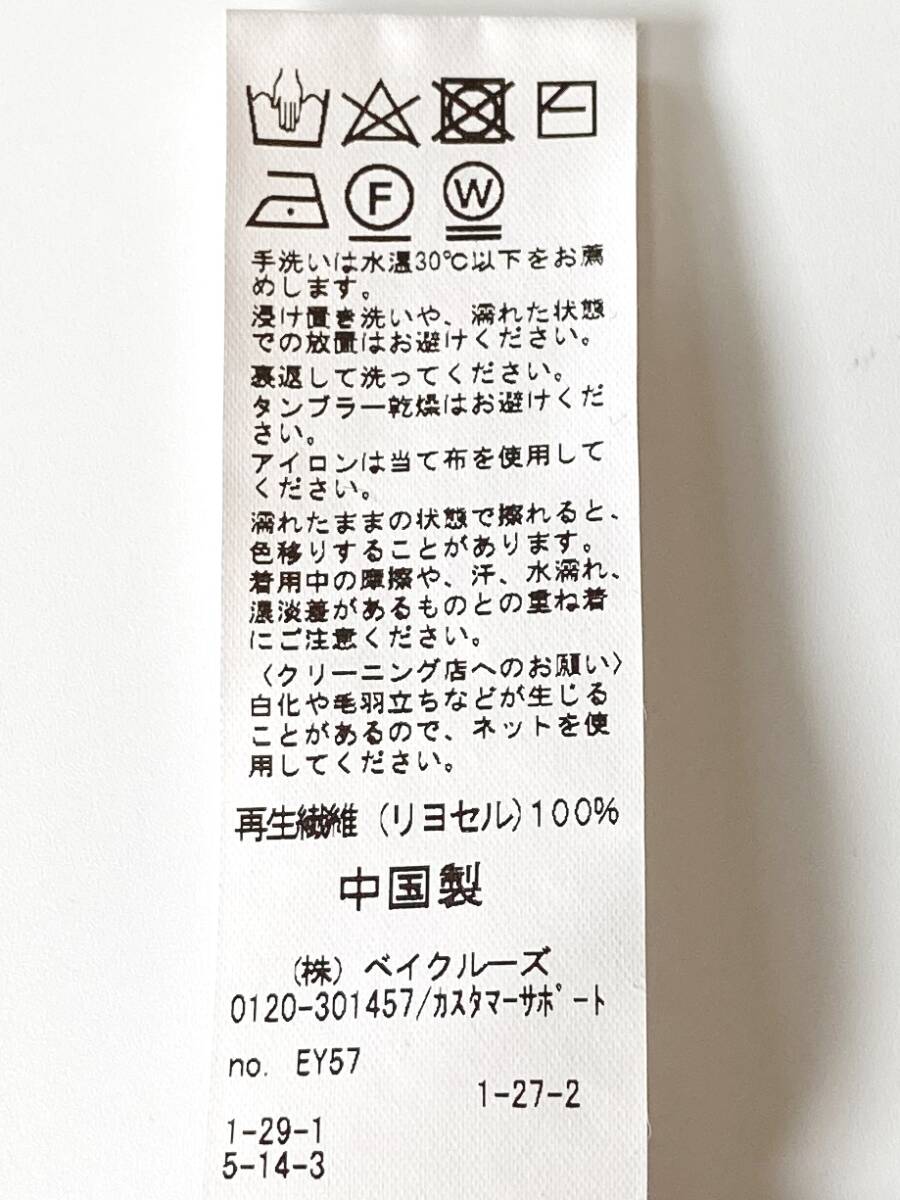 F W
手洗いは水温30℃以下をお薦
めします。
浸け置き洗いや、濡れた状態
での放置はお避けください。
裏返して洗ってください。
タンブラー乾燥はお避けくだ
さい。
アイロンは当て布を使用して
ください。
濡れたままの状態で擦れると、
色移りすることがあります。
着用中の摩擦や、汗、水濡れ、
濃淡差があるものとの重ね着
にご注意ください。
〈クリーニング店へのお願い〉
白化や毛羽立ちなどが生じる
ことがあるので、ネットを使
用してください。
再生繊維(リヨセル)100%
中国製
(株)ベイクルーズ
0120-301457/カスタマーサポート
no. EY57
1-27-2
1-29-1
5-14-3